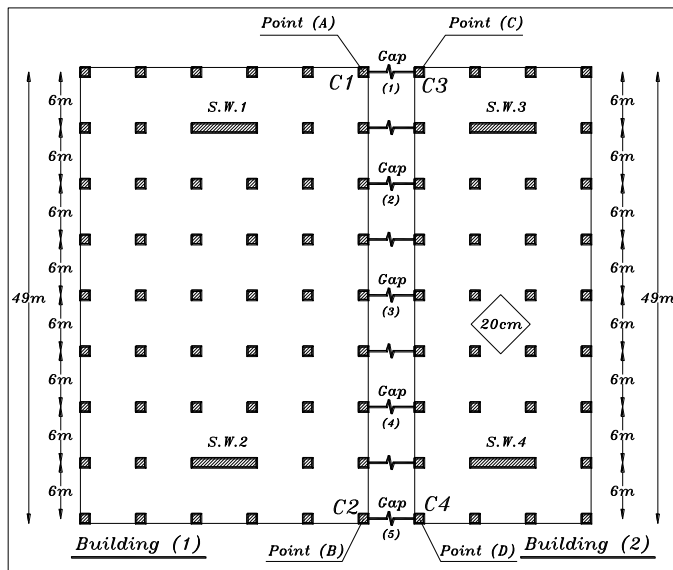 Point (A)
Point (C)
Gap
(1)
C1
C3
S.W.1
S.W.3
6m
6m
6m
6m
Gap
(2)
6m
6m
6m
6m
Gap
(3)
49m
49m
20cm
6m
6m
6m
6m
Gap
(4)
6m
6m
S.W.2
S.W.4
6m
6m
C2
C4
Gap
(5)
Building (1)
Point (B)
Point (D)
Building (2)